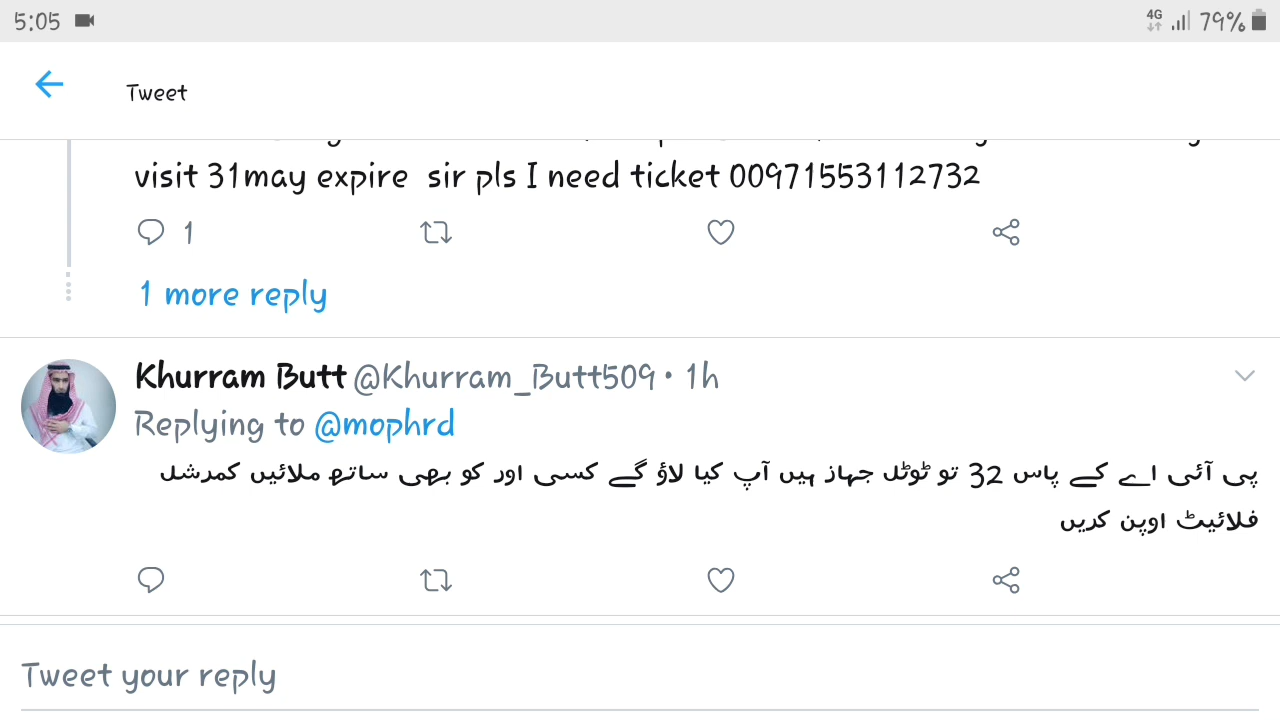 5:05 4G 79%
Tweet
visit 31may expire sir pls I need ticket 00971553112732
1
1 more reply
Khurram Butt @Khurram_Butt509 • 1h
Replying to @mophrd
پی آئی اے کے پاس 32 تو ٹوٹل جہاز ہیں آپ کیا لاؤ گے کسی اور کو بھی ساتھ ملائیں کمرشل
فلائیٹ اوپن کریں
Tweet your reply